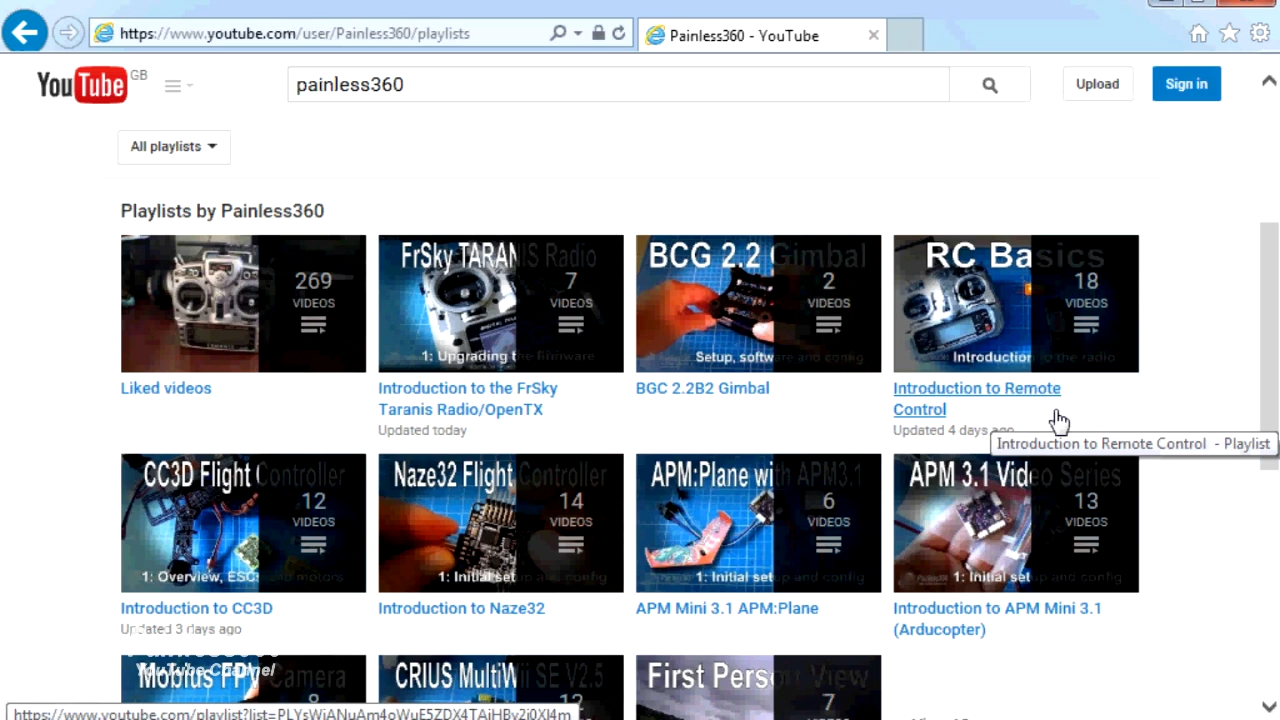 https://www.youtube.com/user/Painless360/playlists
Painless360 - YouTube
YouTube GB
painless360
Upload
Sign in
All playlists
Playlists by Painless360
269
VIDEOS
Liked videos
FrSky TARANIS Radio
7
VIDEOS
1: Upgrading the firmware
Introduction to the FrSky
Taranis Radio/OpenTX
Updated today
BCG 2.2 Gimbal
2
VIDEOS
Setup, software and config
BGC 2.2B2 Gimbal
RC Basics
18
VIDEOS
Introduction to the radio
Introduction to Remote
Control
Updated 4 days ago
Introduction to Remote Control - Playlist
CC3D Flight Controller
12
VIDEOS
1: Overview, ESCs and motors
Introduction to CC3D
Updated 3 days ago
Naze32 Flight Controller
14
VIDEOS
1: Initial setup and config
Introduction to Naze32
APM:Plane with APM3.1
6
VIDEOS
1: Initial setup and config
APM Mini 3.1 APM:Plane
APM 3.1 Video Series
13
VIDEOS
1: Initial setup and config
Introduction to APM Mini 3.1
(Arducopter)
YouTube Channel
Mobius FPV Camera
8
CRIUS MultiWii SE V2.5
12
First Person View
7